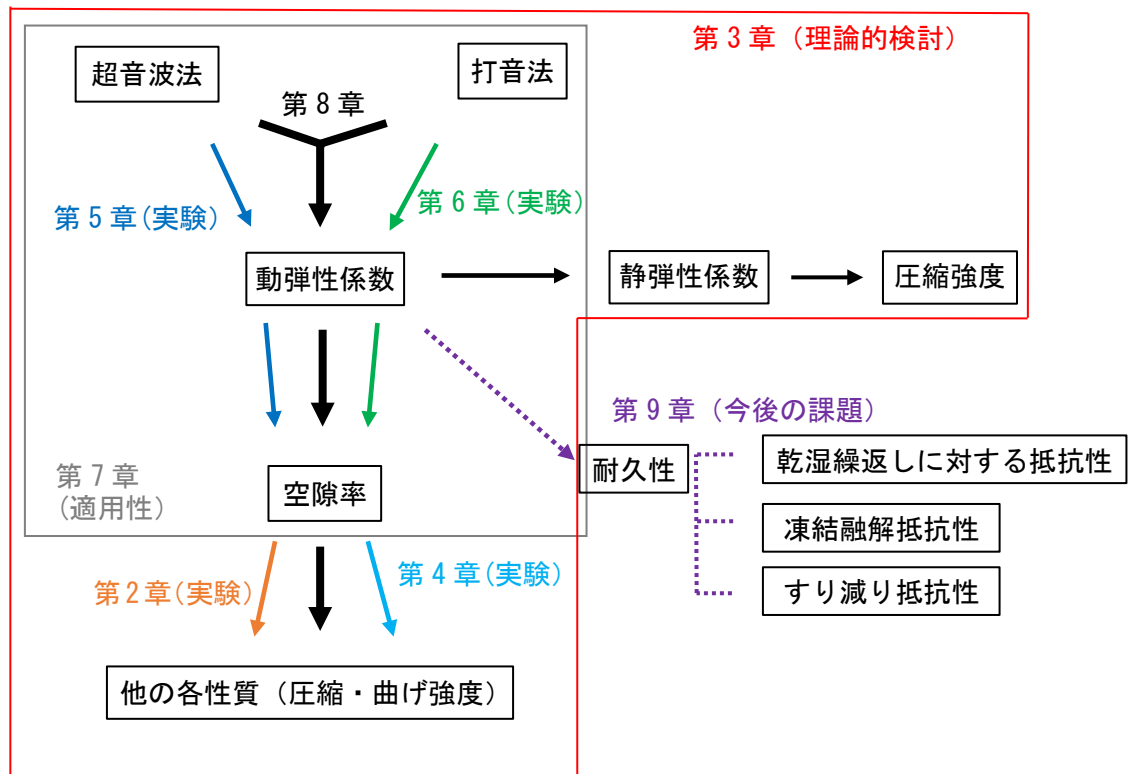 第3章（理論的検討）
超音波法
打音法
第8章
第5章(実験)
第6章(実験)
動弾性係数
静弾性係数
圧縮強度
第9章（今後の課題）
耐久性
乾湿繰返しに対する抵抗性
第7章
(適用性)
空隙率
凍結融解抵抗性
第2章(実験)
第4章(実験)
すり減り抵抗性
他の各性質（圧縮・曲げ強度）